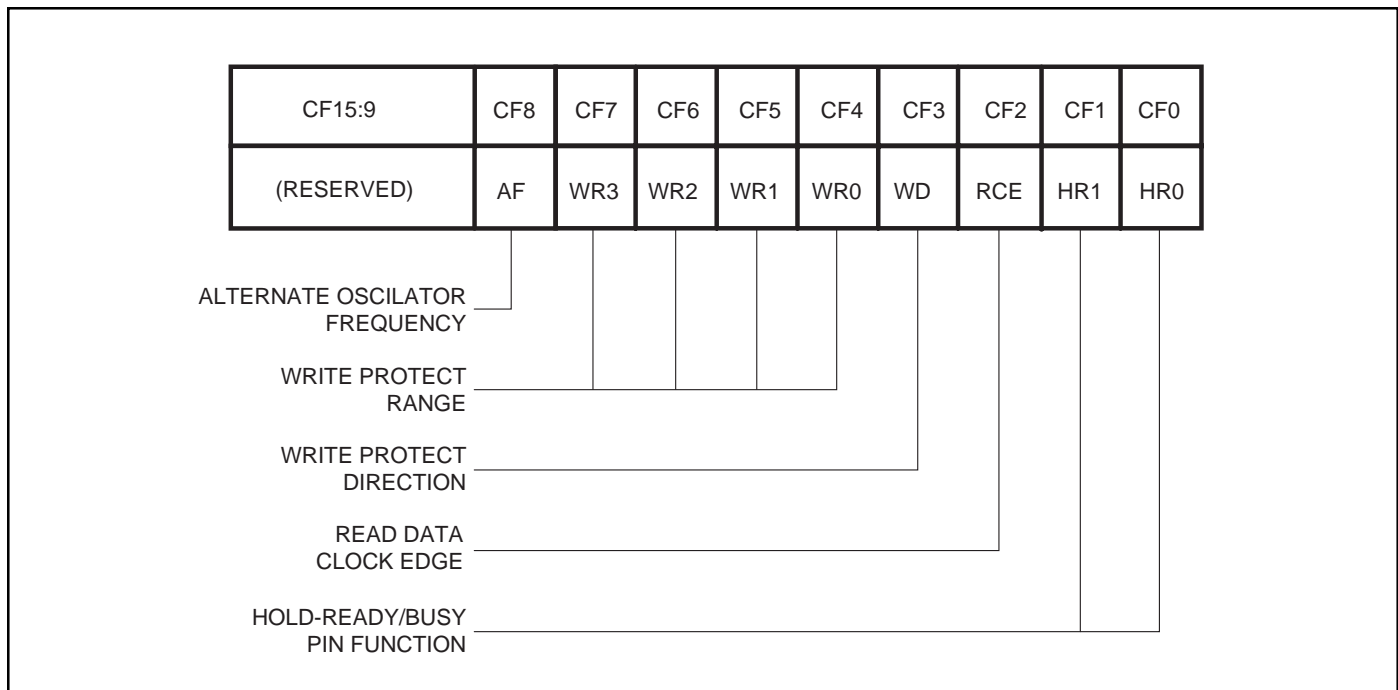 CF15:9 CF8 CF7 CF6 CF5 CF4 CF3 CF2 CF1 CF0
(RESERVED) AF WR3 WR2 WR1 WR0 WD RCE HR1 HR0
ALTERNATE OSCILATOR
FREQUENCY
WRITE PROTECT
RANGE
WRITE PROTECT
DIRECTION
READ DATA
CLOCK EDGE
HOLD-READY/BUSY
PIN FUNCTION